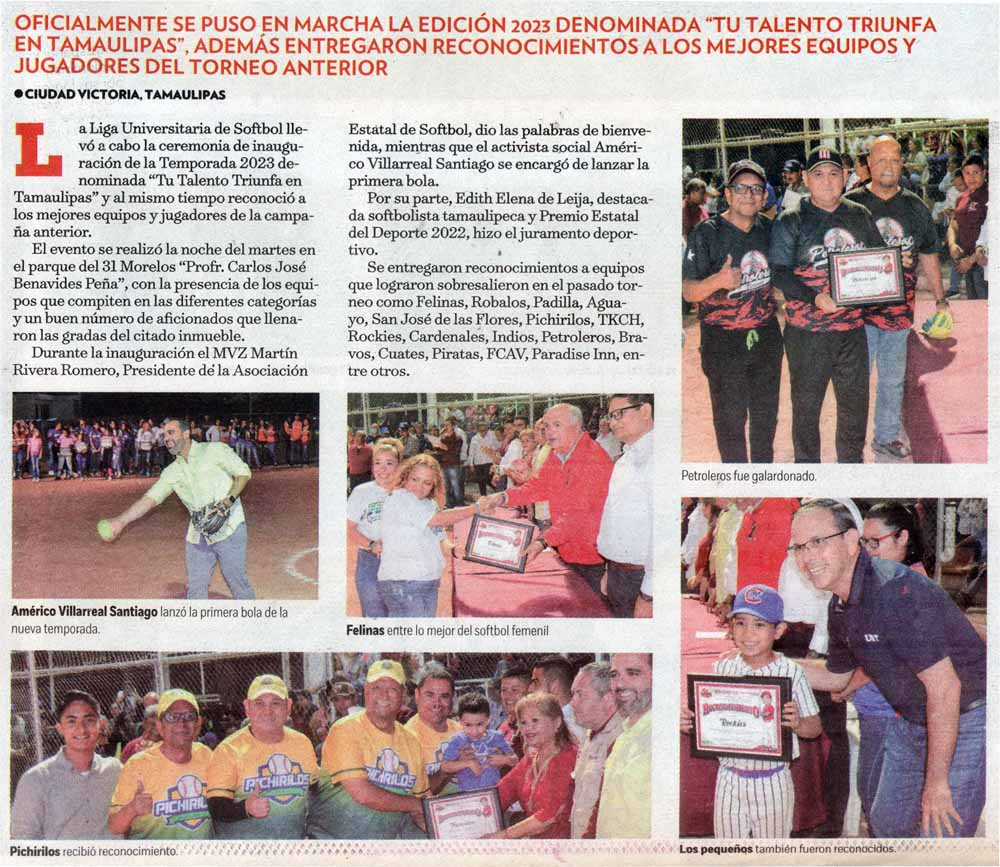 OFICIALMENTE SE PUSO EN MARCHA LA EDICIÓN 2023 DENOMINADA “TU TALENTO TRIUNFA
EN TAMAULIPAS”, ADEMÁS ENTREGARON RECONOCIMIENTOS A LOS MEJORES EQUIPOS Y
JUGADORES DEL TORNEO ANTERIOR
●CIUDAD VICTORIA, TAMAULIPAS
La Liga Universitaria de Softbol lle-
vó a cabo la ceremonia de inaugu-
ración de la Temporada 2023 de-
nominada “Tu Talento Triunfa en
Tamaulipas” y al mismo tiempo reconoció a
los mejores equipos y jugadores de la campa-
ña anterior.
El evento se realizó la noche del martes en
el parque del 31 Morelos “Profr. Carlos José
Benavides Peña”, con la presencia de los equi-
pos que compiten en las diferentes categorías
y un buen número de aficionados que llena-
ron las gradas del citado inmueble.
Durante la inauguración el MVZ Martín
Rivera Romero, Presidente de la Asociación
Estatal de Softbol, dio las palabras de bienve-
nida, mientras que el activista social Améri-
co Villarreal Santiago se encargó de lanzar la
primera bola.
Por su parte, Edith Elena de Leija, destaca-
da softbolista tamaulipeca y Premio Estatal
del Deporte 2022, hizo el juramento depor-
tivo.
Se entregaron reconocimientos a equipos
que lograron sobresalieron en el pasado tor-
neo como Felinas, Robalos, Padilla, Agua-
yo, San José de las Flores, Pichirilos, TKCH,
Rockies, Cardenales, Indios, Petroleros, Bra-
vos, Cuates, Piratas, FCAV, Paradise Inn, en-
tre otros.
Petroleros fue galardonado.
Américo Villarreal Santiago lanzó la primera bola de la
nueva temporada.
Felinas entre lo mejor del softbol femenil
RECONOCIMIENTO
Rockies
PICHIRILOS
PICHIRILOS
PICHIRILOS
Pichirilos recibió reconocimiento.
Los pequeños también fueron reconocidos.